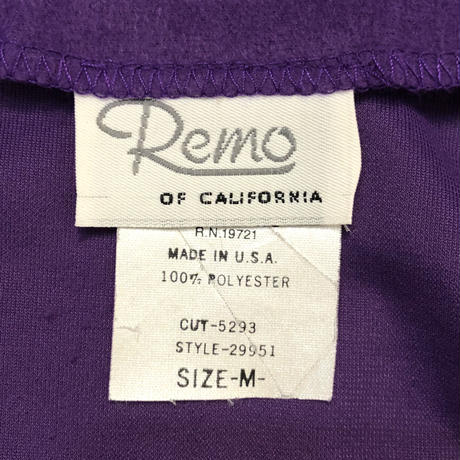 Remo
OF CALIFORNIA
R.N.19721
MADE IN U.S.A.
100% POLYESTER
CUT-5293
STYLE-29951
SIZE-M-